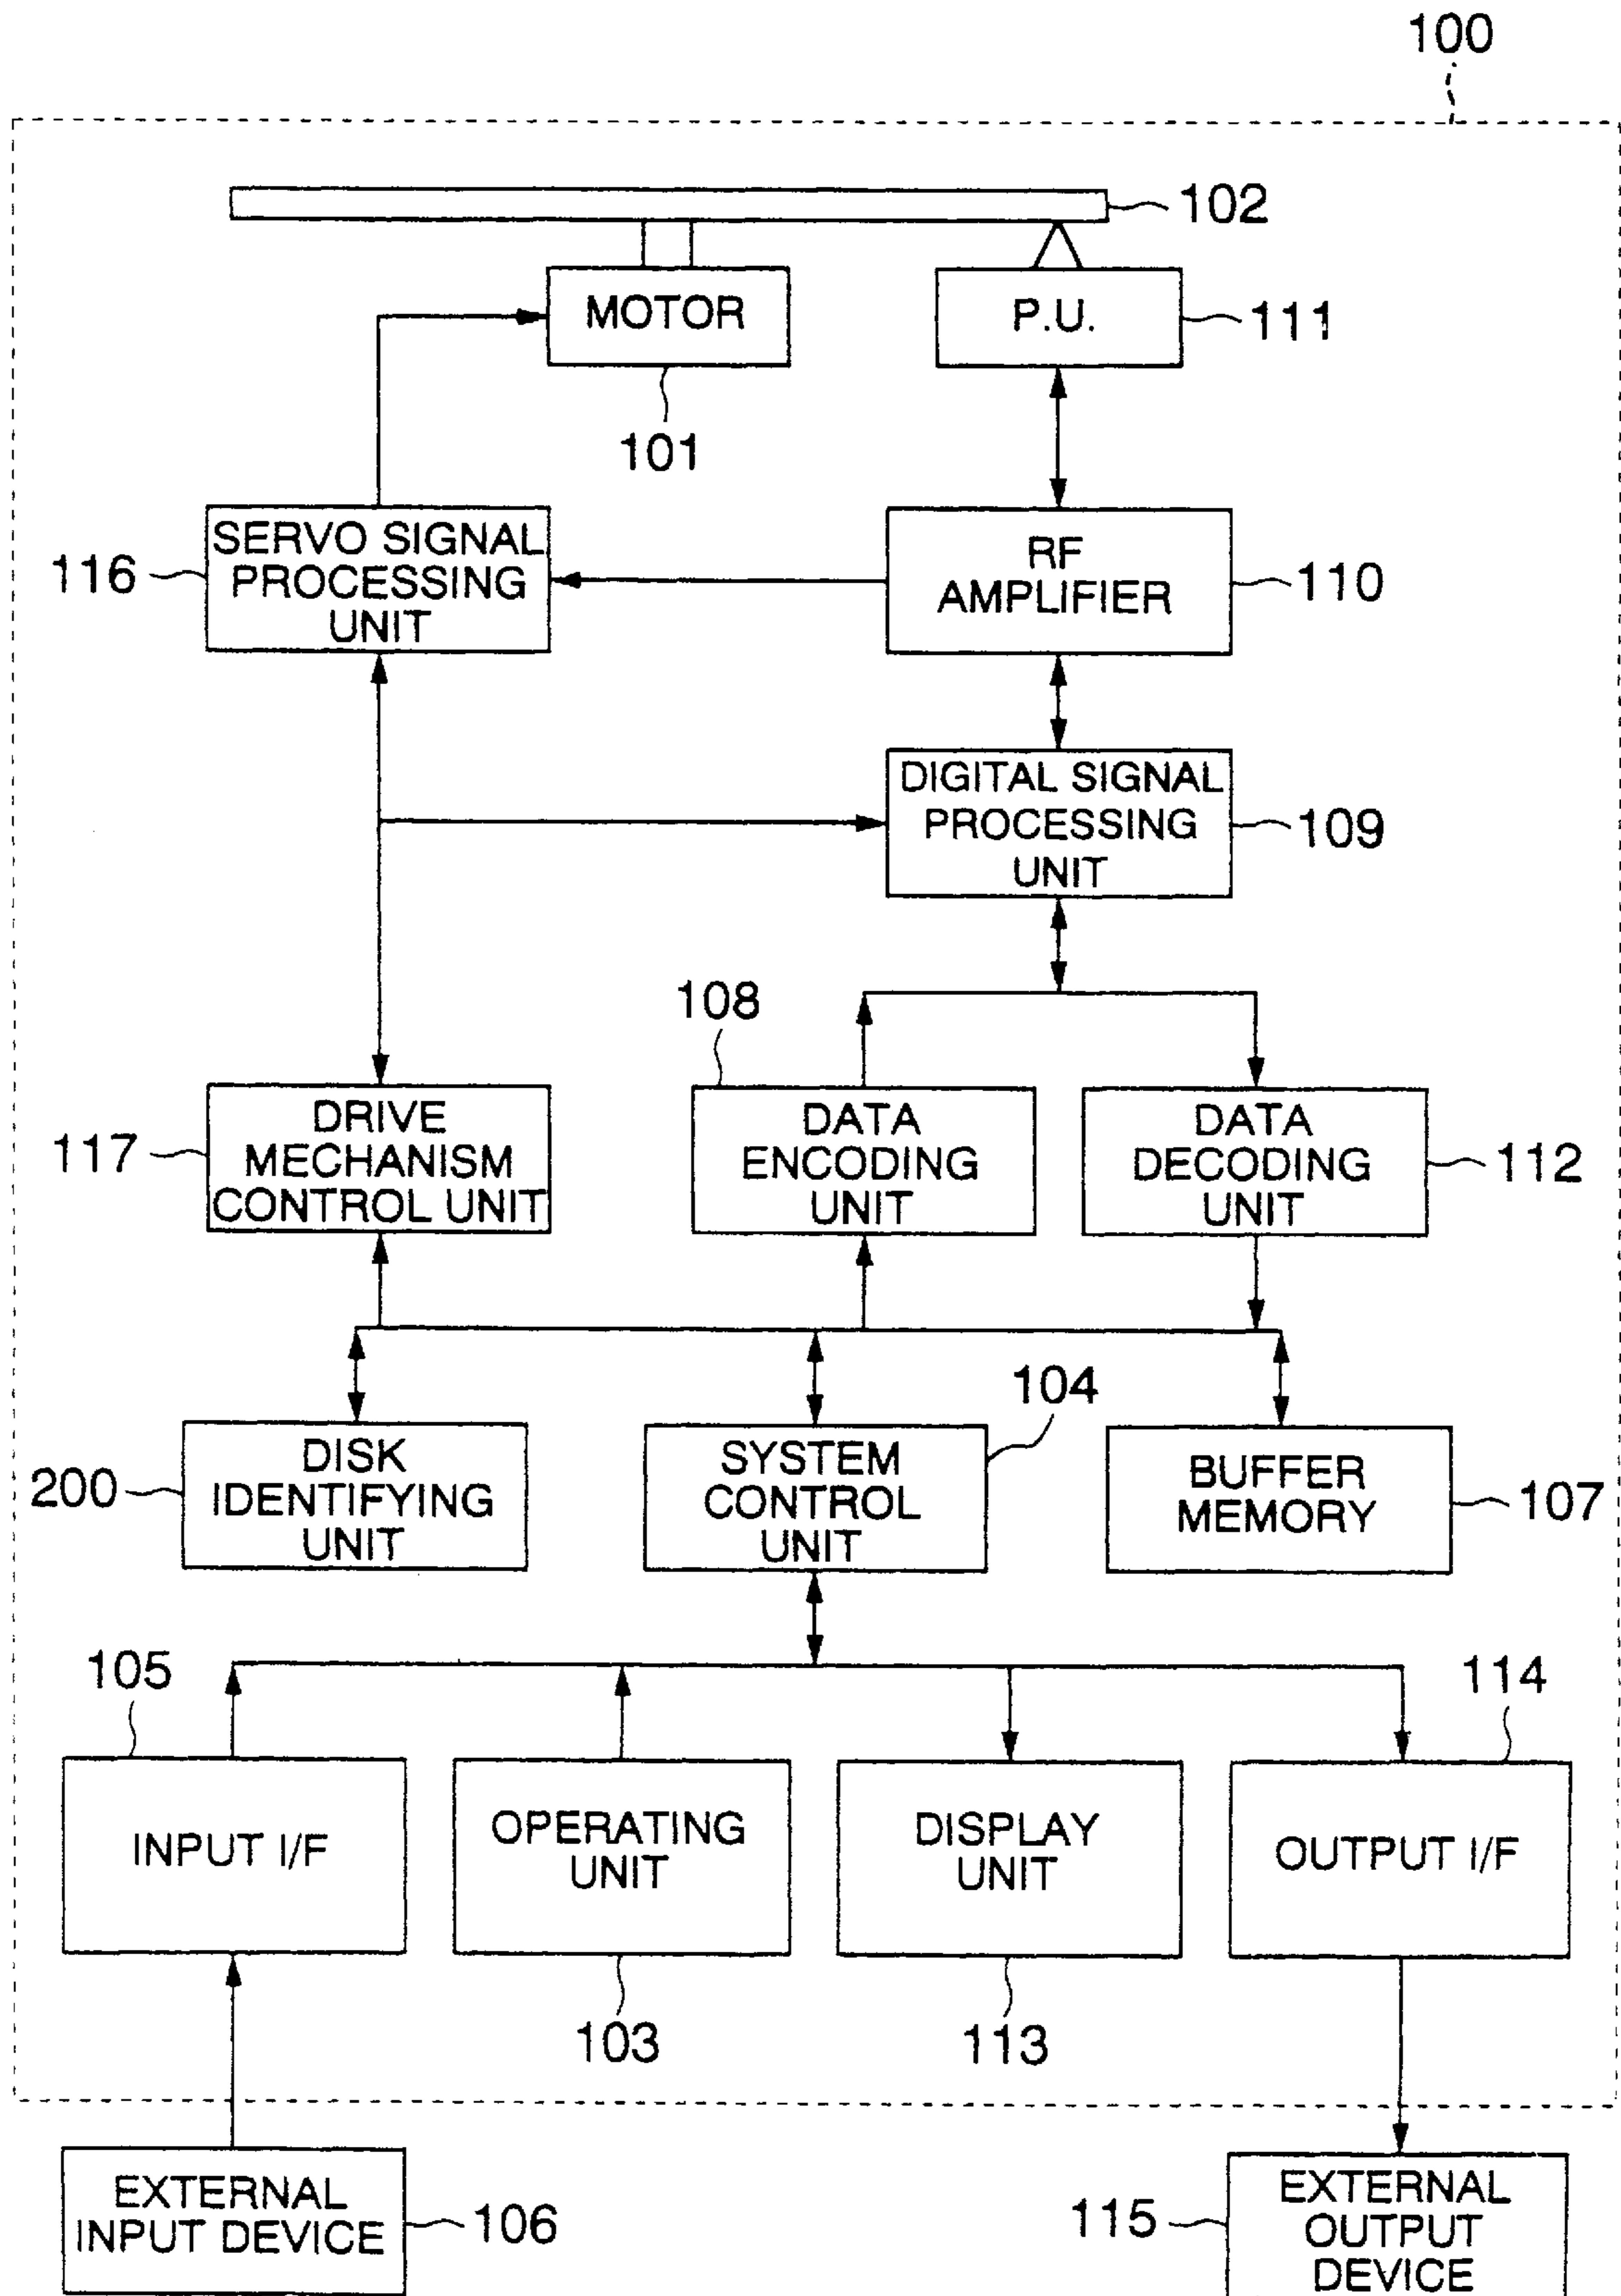 100
102
MOTOR
P.U.
111
101
SERVO SIGNAL
PROCESSING
UNIT
116
RF
AMPLIFIER
110
DIGITAL SIGNAL
PROCESSING
UNIT
109
108
DRIVE
MECHANISM
CONTROL UNIT
117
DATA
ENCODING
UNIT
DATA
DECODING
UNIT
112
104
DISK
IDENTIFYING
UNIT
200
SYSTEM
CONTROL
UNIT
BUFFER
MEMORY
107
105
114
INPUT I/F
OPERATING
UNIT
DISPLAY
UNIT
OUTPUT I/F
103
113
EXTERNAL
INPUT DEVICE
106
115
EXTERNAL
OUTPUT
DEVICE